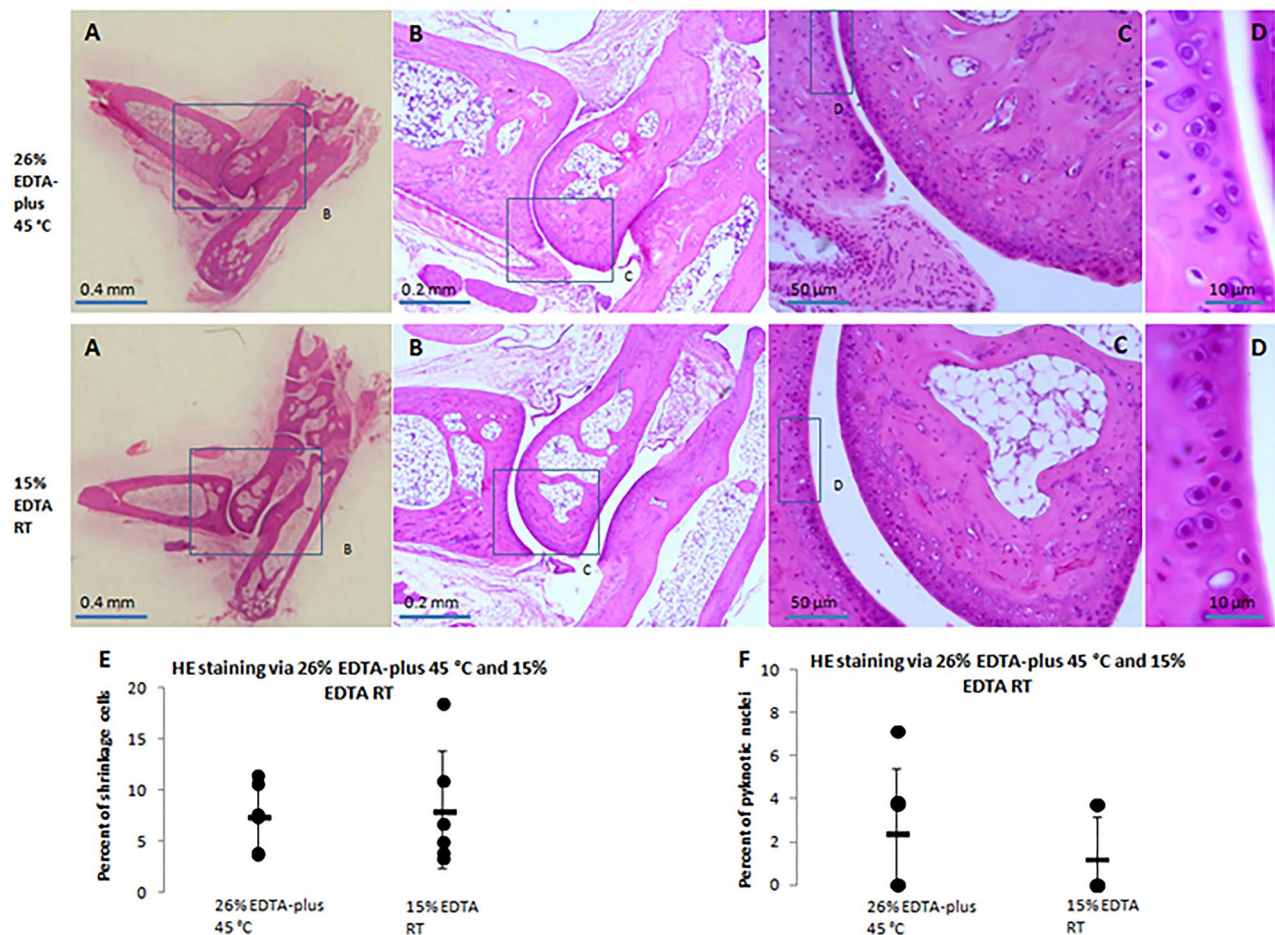 A
B
C
D
26%
EDTA-
plus
45 °C
B
C
D
0.4 mm
0.2 mm
50 µm
10 µm
A
B
C
D
15%
EDTA
RT
B
C
D
0.4 mm
0.2 mm
50 µm
10 µm
E
HE staining via 26% EDTA-plus 45 °C and 15%
EDTA RT
Percent of shrinkage cells
20
15
10
5
0
26% EDTA-plus
45 °C
15% EDTA
RT
F
HE staining via 26% EDTA-plus 45 °C and 15%
EDTA RT
Percent of pyknotic nuclei
10
8
6
4
2
0
26% EDTA-plus
45 °C
15% EDTA
RT